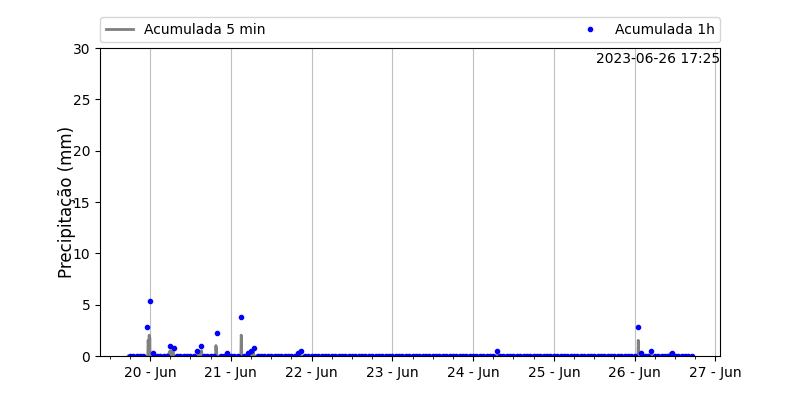 Acumulada 5 min
Acumulada 1h
2023-06-26 17:25
Precipitação (mm)
30
25
20
15
10
5
0
20 - Jun
21 - Jun
22 - Jun
23 - Jun
24 - Jun
25 - Jun
26 - Jun
27 - Jun